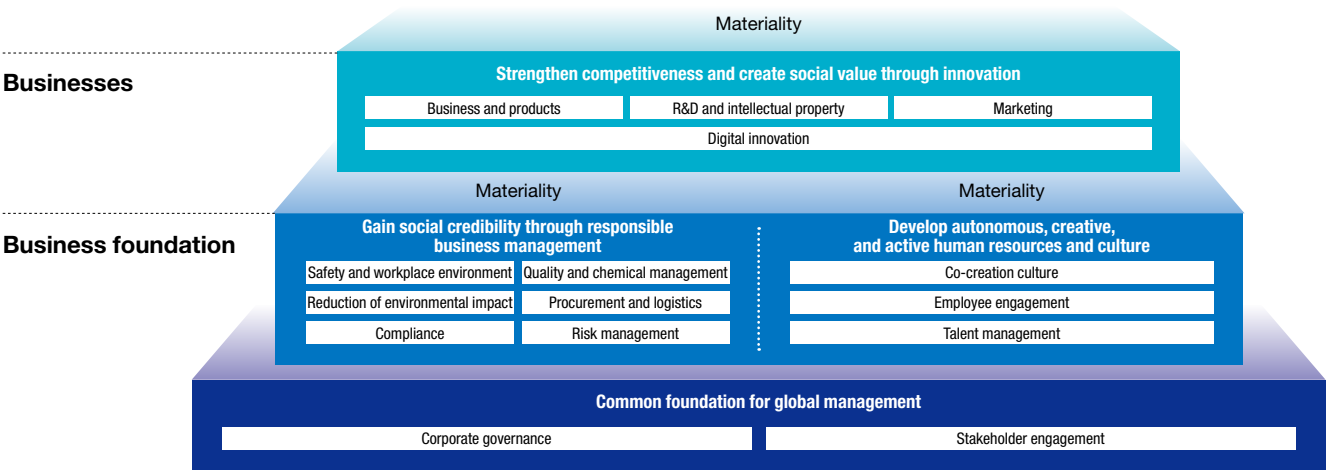 Materiality
Businesses
Strengthen competitiveness and create social value through innovation
Business and products
R&D and intellectual property
Marketing
Digital innovation
Materiality
Materiality
Business foundation
Gain social credibility through responsible
business management
Safety and workplace environment
Quality and chemical management
Reduction of environmental impact
Procurement and logistics
Compliance
Risk management
Develop autonomous, creative,
and active human resources and culture
Co-creation culture
Employee engagement
Talent management
Common foundation for global management
Corporate governance
Stakeholder engagement